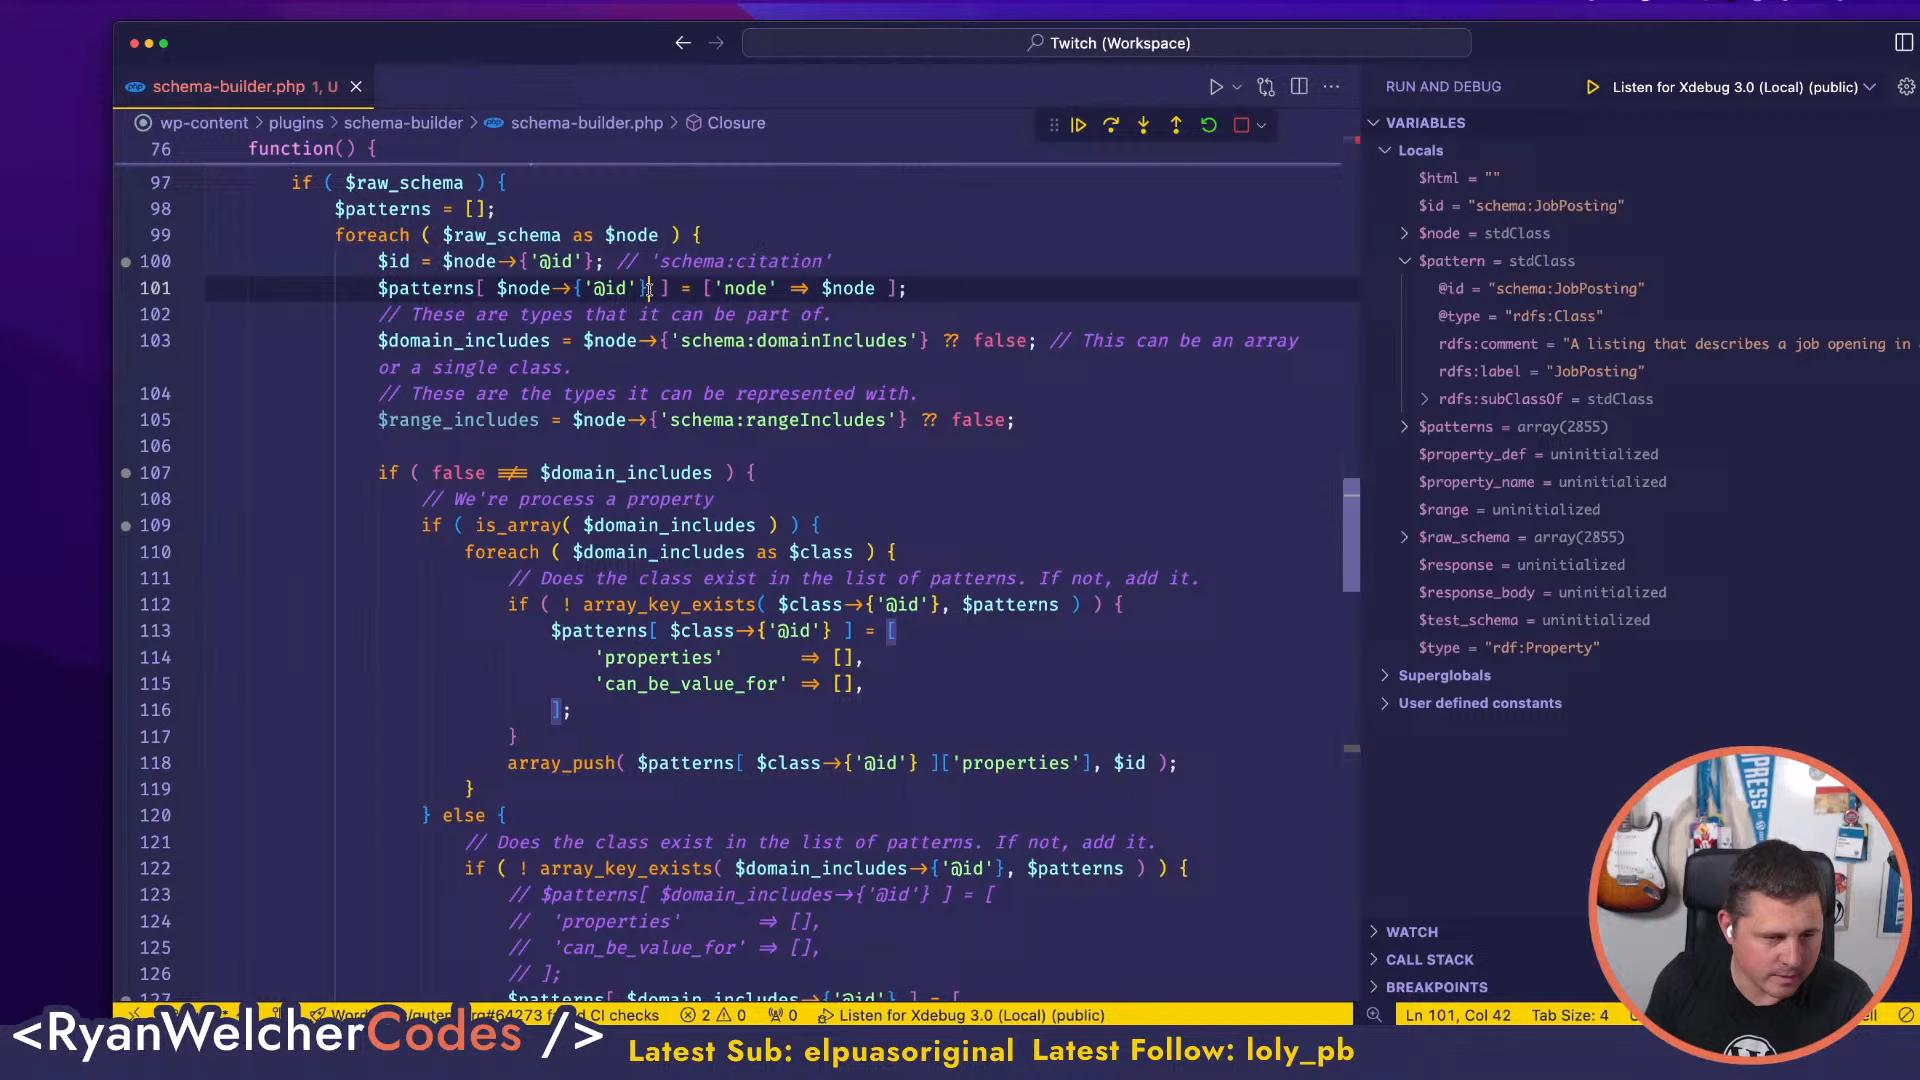 Twitch (Workspace)
schema-builder.php 1, U
RUN AND DEBUG
Listen for Xdebug 3.0 (Local) (public)
wp-content > plugins > schema-builder > schema-builder.php > Closure
76 function() {
97 if ( $raw_schema ) {
98 $patterns = [];
99 foreach ( $raw_schema as $node ) {
100 $id = $node->{'@id'}; // 'schema:citation'
101 $patterns[ $node->{'@id'} ] = ['node' => $node ];
102 // These are types that it can be part of.
103 $domain_includes = $node->{'schema:domainIncludes'} ?? false; // This can be an array
or a single class.
104 // These are the types it can be represented with.
105 $range_includes = $node->{'schema:rangeIncludes'} ?? false;
106
107 if ( false !== $domain_includes ) {
108 // We're process a property
109 if ( is_array( $domain_includes ) ) {
110 foreach ( $domain_includes as $class ) {
111 // Does the class exist in the list of patterns. If not, add it.
112 if ( ! array_key_exists( $class->{'@id'}, $patterns ) ) {
113 $patterns[ $class->{'@id'} ] = [
114 'properties' => [],
115 'can_be_value_for' => [],
116 ];
117 }
118 array_push( $patterns[ $class->{'@id'} ]['properties'], $id );
119 }
120 } else {
121 // Does the class exist in the list of patterns. If not, add it.
122 if ( ! array_key_exists( $domain_includes->{'@id'}, $patterns ) ) {
123 // $patterns[ $domain_includes->{'@id'} ] = [
124 // 'properties' => [],
125 // 'can_be_value_for' => [],
126 // ];
127 $patterns[ $domain_includes->{'@id'} ] = [
VARIABLES
Locals
$html = ""
$id = "schema:JobPosting"
$node = stdClass
$pattern = stdClass
@id = "schema:JobPosting"
@type = "rdfs:Class"
rdfs:comment = "A listing that describes a job opening in
rdfs:label = "JobPosting"
rdfs:subClassOf = stdClass
$patterns = array(2855)
$property_def = uninitialized
$property_name = uninitialized
$range = uninitialized
$raw_schema = array(2855)
$response = uninitialized
$response_body = uninitialized
$test_schema = uninitialized
$type = "rdf:Property"
Superglobals
User defined constants
WATCH
CALL STACK
BREAKPOINTS
#64273 CI checks 2 0 0 Listen for Xdebug 3.0 (Local) (public) Ln 101, Col 42 Tab Size: 4
<RyanWelcherCodes />
Latest Sub: elpuasoriginal Latest Follow: loly_pb